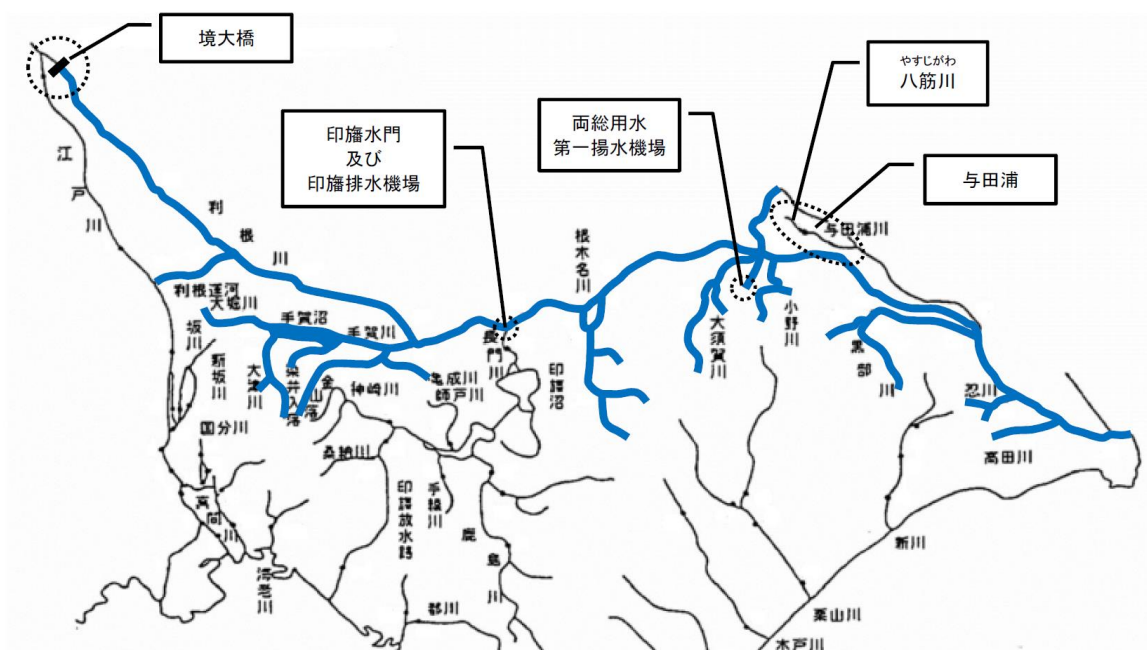 境大橋
やすじがわ
八筋川
印旛水門
及び
印旛排水機場
両総用水
第一揚水機場
与田浦
江戸川
利根川
与田浦川
根木名川
利根運河
大堀川
手賀沼
手賀川
坂川
新坂川
大津川
染井入落
金山落
神崎川
亀成川
師戸川
長門川
印旛沼
大須賀川
小野川
黒部川
忍川
高田川
国分川
桑納川
印旛放水路
手繰川
鹿島川
真間川
海老川
都川
新川
栗山川
木戸川